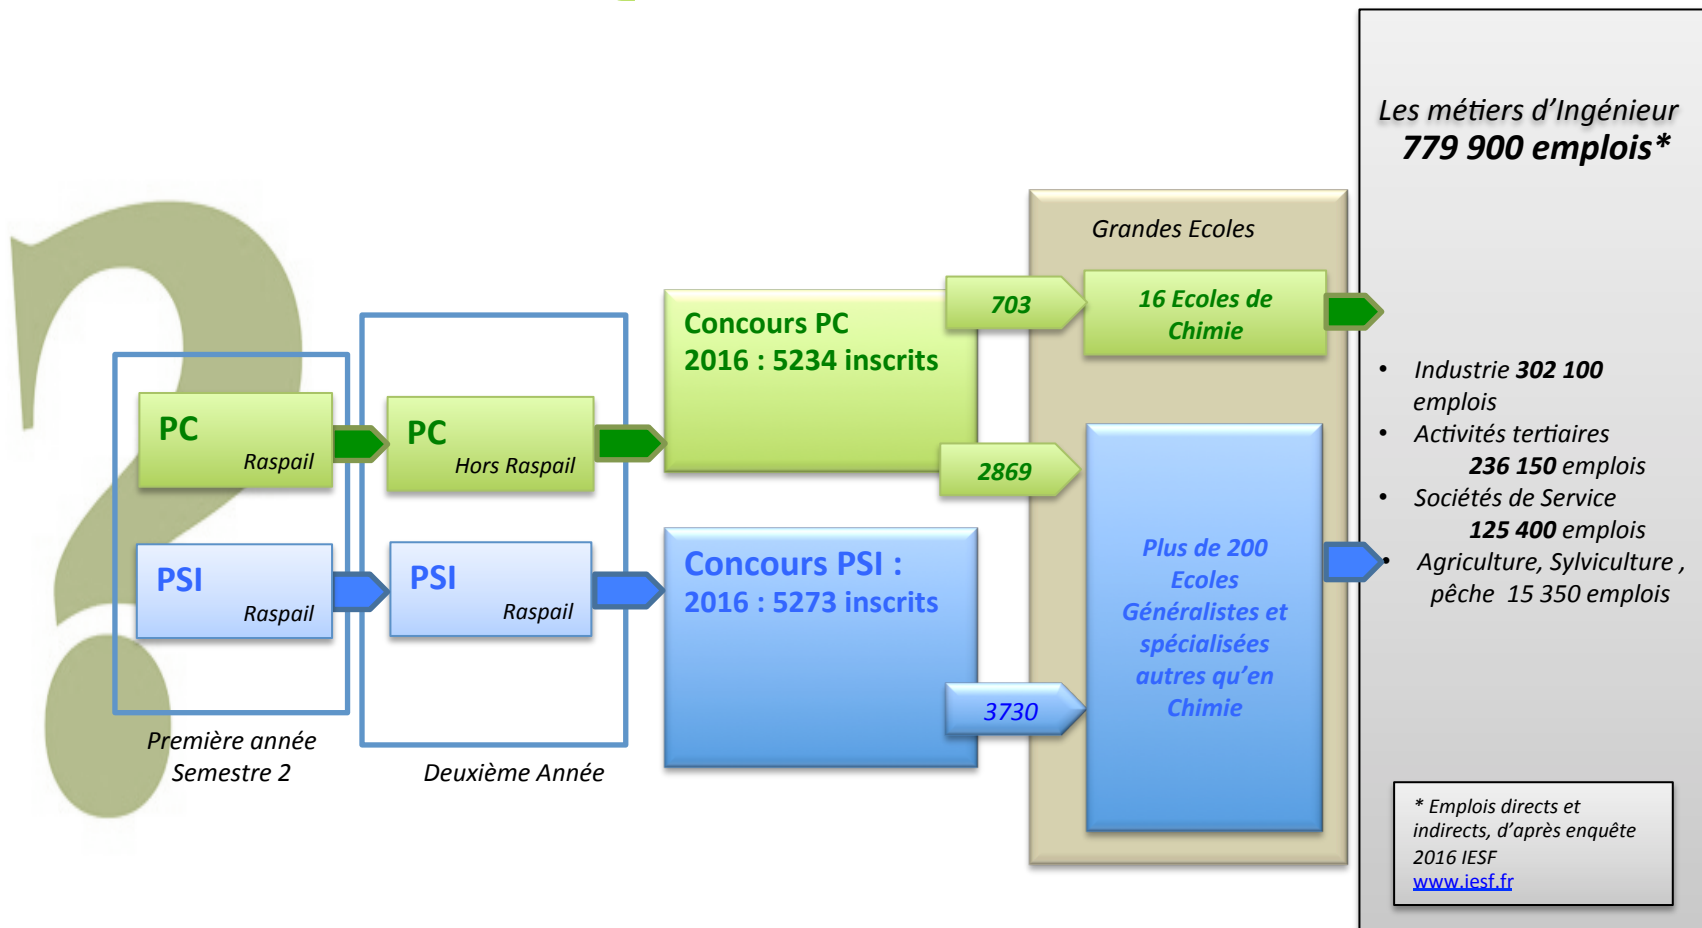 PC
Raspail
PSI
Raspail
Première année
Semestre 2
PC
Hors Raspail
PSI
Raspail
Deuxième Année
Concours PC
2016 : 5234 inscrits
Concours PSI :
2016 : 5273 inscrits
703
2869
3730
Grandes Ecoles
16 Ecoles de
Chimie
Plus de 200
Ecoles
Généralistes et
spécialisées
autres qu’en
Chimie
Les métiers d’Ingénieur
779 900 emplois*
• Industrie 302 100
emplois
• Activités tertiaires
236 150 emplois
• Sociétés de Service
125 400 emplois
• Agriculture, Sylviculture ,
pêche 15 350 emplois
* Emplois directs et
indirects, d’après enquête
2016 IESF
www.iesf.fr